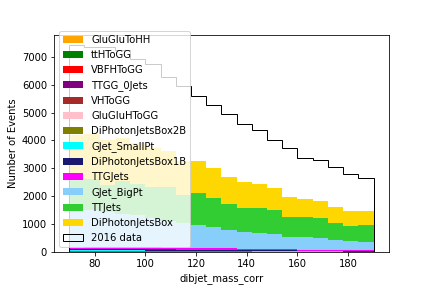 GluGluToHH
ttHToGG
VBFHToGG
TTGG_0Jets
VHToGG
GluGluHToGG
DiPhotonJetsBox2B
GJet_SmallPt
DiPhotonJetsBox1B
TTGJets
GJet_BigPt
TTJets
DiPhotonJetsBox
2016 data
Number of Events
7000
6000
5000
4000
3000
2000
1000
0
80 100 120 140 160 180
dibjet_mass_corr